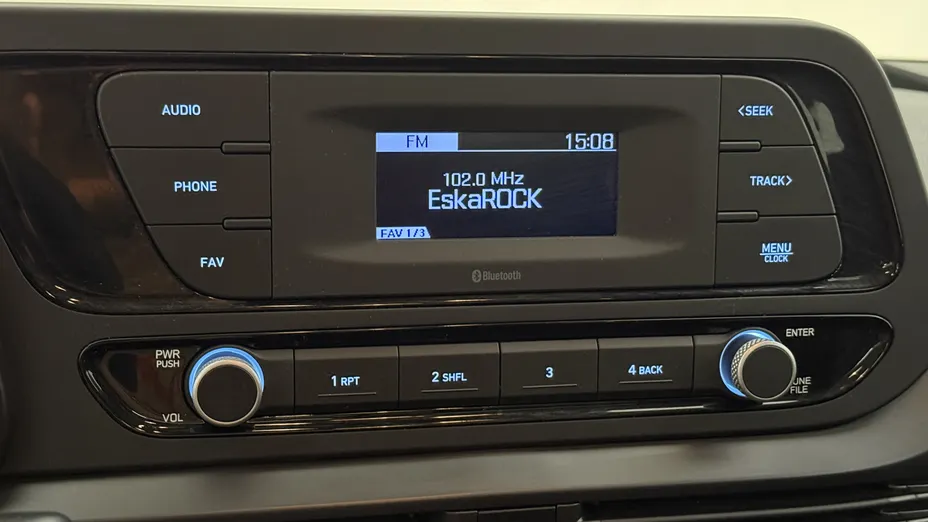 AUDIO
<SEEK
FM 15:08
102.0 MHz
EskaROCK
PHONE
TRACK>
FAV 1/3
FAV
MENU
CLOCK
Bluetooth
PWR
PUSH
VOL
1 RPT
2 SHFL
3
4 BACK
ENTER
FILE